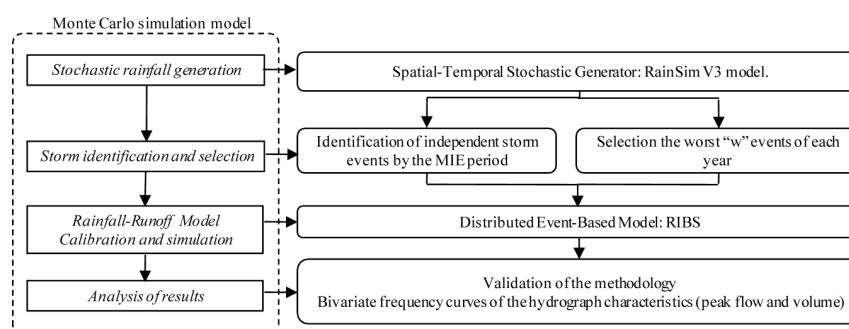 Monte Carlo simulation model
Stochastic rainfall generation
Spatial-Temporal Stochastic Generator: RainSim V3 model.
Storm identification and selection
Identification of independent storm
events by the MIE period
Selection the worst “w” events of each
year
Rainfall-Runoff Model
Calibration and simulation
Distributed Event-Based Model: RIBS
Analysis of results
Validation of the methodology
Bivariate frequency curves of the hydrograph characteristics (peak flow and volume)